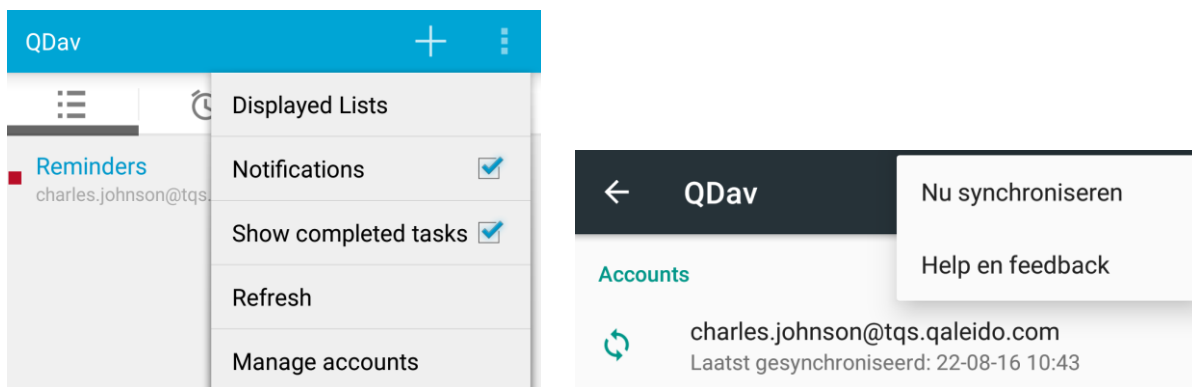 QDav
Displayed Lists
Reminders
charles.johnson@tqs.
Notifications
Show completed tasks
Refresh
Manage accounts
QDav
Nu synchroniseren
Help en feedback
Accounts
charles.johnson@tqs.qaleido.com
Laatst gesynchroniseerd: 22-08-16 10:43